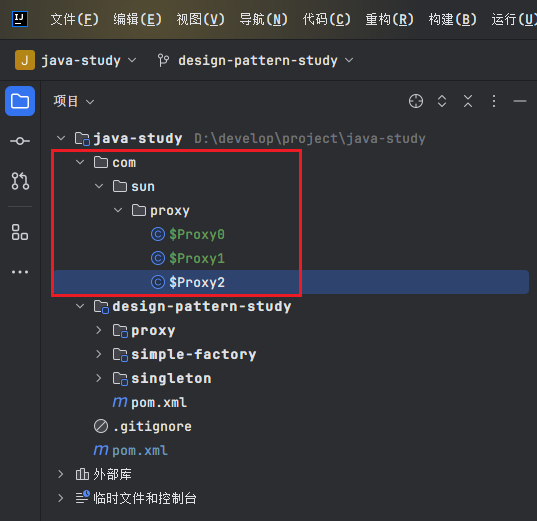 IJ 文件(F) 编辑(E) 视图(V) 导航(N) 代码(C) 重构(R) 构建(B) 运行(U)
J java-study design-pattern-study
项目
java-study D:\develop\project\java-study
com
sun
proxy
$Proxy0
$Proxy1
$Proxy2
design-pattern-study
proxy
simple-factory
singleton
m pom.xml
.gitignore
m pom.xml
外部库
临时文件和控制台